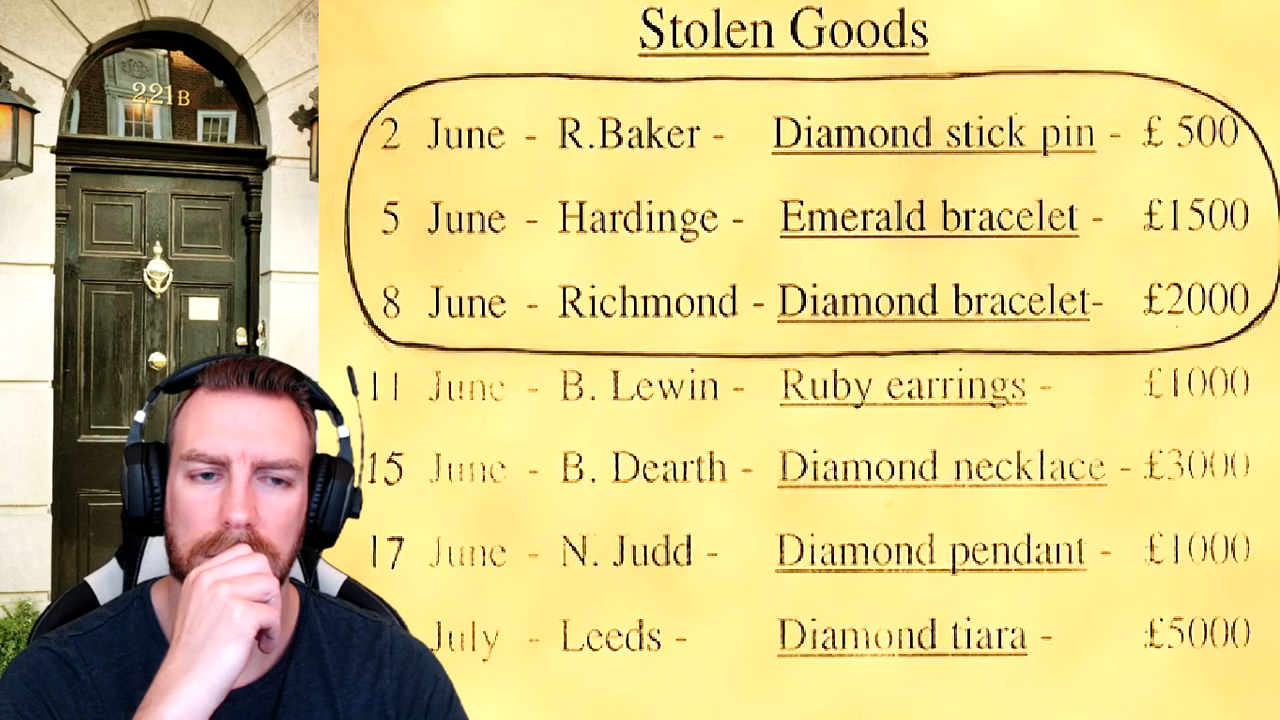 221B
Stolen Goods
2 June - R.Baker - Diamond stick pin - £ 500
5 June - Hardinge - Emerald bracelet - £1500
8 June - Richmond - Diamond bracelet- £2000
11 June - B. Lewin - Ruby earrings - £1000
15 June - B. Dearth - Diamond necklace - £3000
17 June - N. Judd - Diamond pendant - £1000
July - Leeds - Diamond tiara - £5000